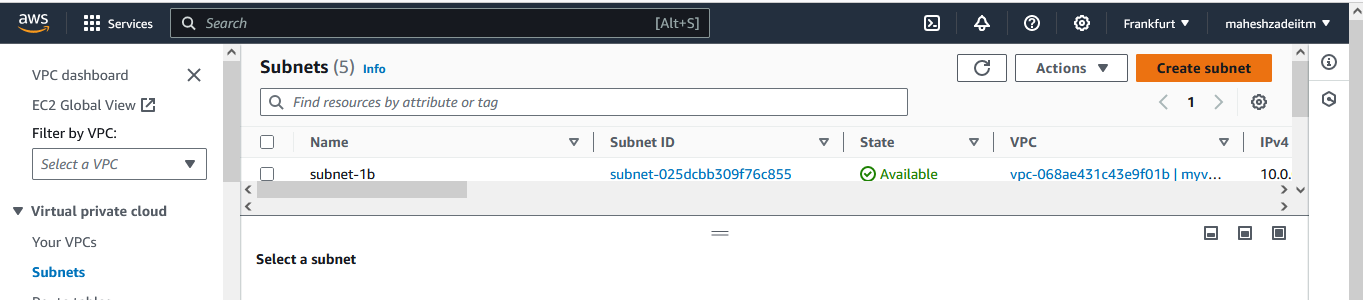 aws Services Search [Alt+S] Frankfurt maheshzadeiitm
VPC dashboard
EC2 Global View
Filter by VPC:
Select a VPC
Virtual private cloud
Your VPCs
Subnets
Route tables
Subnets (5) Info Actions Create subnet
Find resources by attribute or tag 1
Name Subnet ID State VPC IPv4
subnet-1b subnet-025dcbb309f76c855 Available vpc-068ae431c43e9f01b | myv… 10.0.
Select a subnet